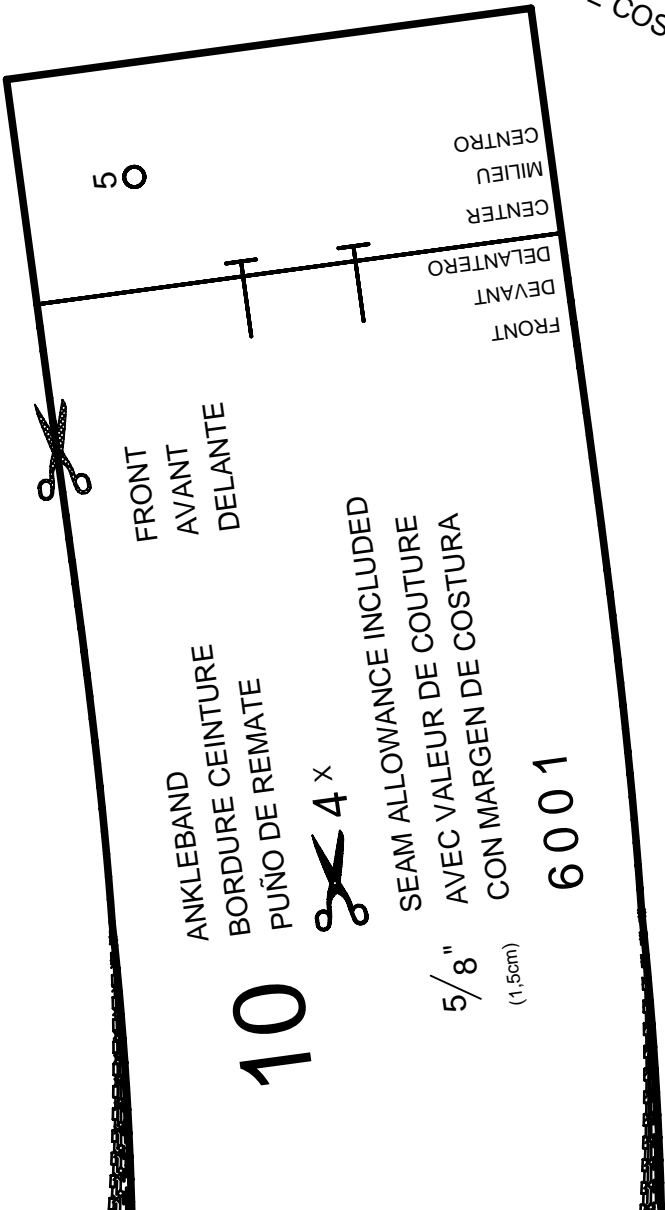 5
CENTRO
MILIEU
CENTER
DELANTERO
DEVANT
FRONT
FRONT
AVANT
DELANTE
10
ANKLEBAND
BORDURE CEINTURE
PUÑO DE REMATE
4 x
5/8"
(1,5cm)
SEAM ALLOWANCE INCLUDED
AVEC VALEUR DE COUTURE
CON MARGEN DE COSTURA
6001